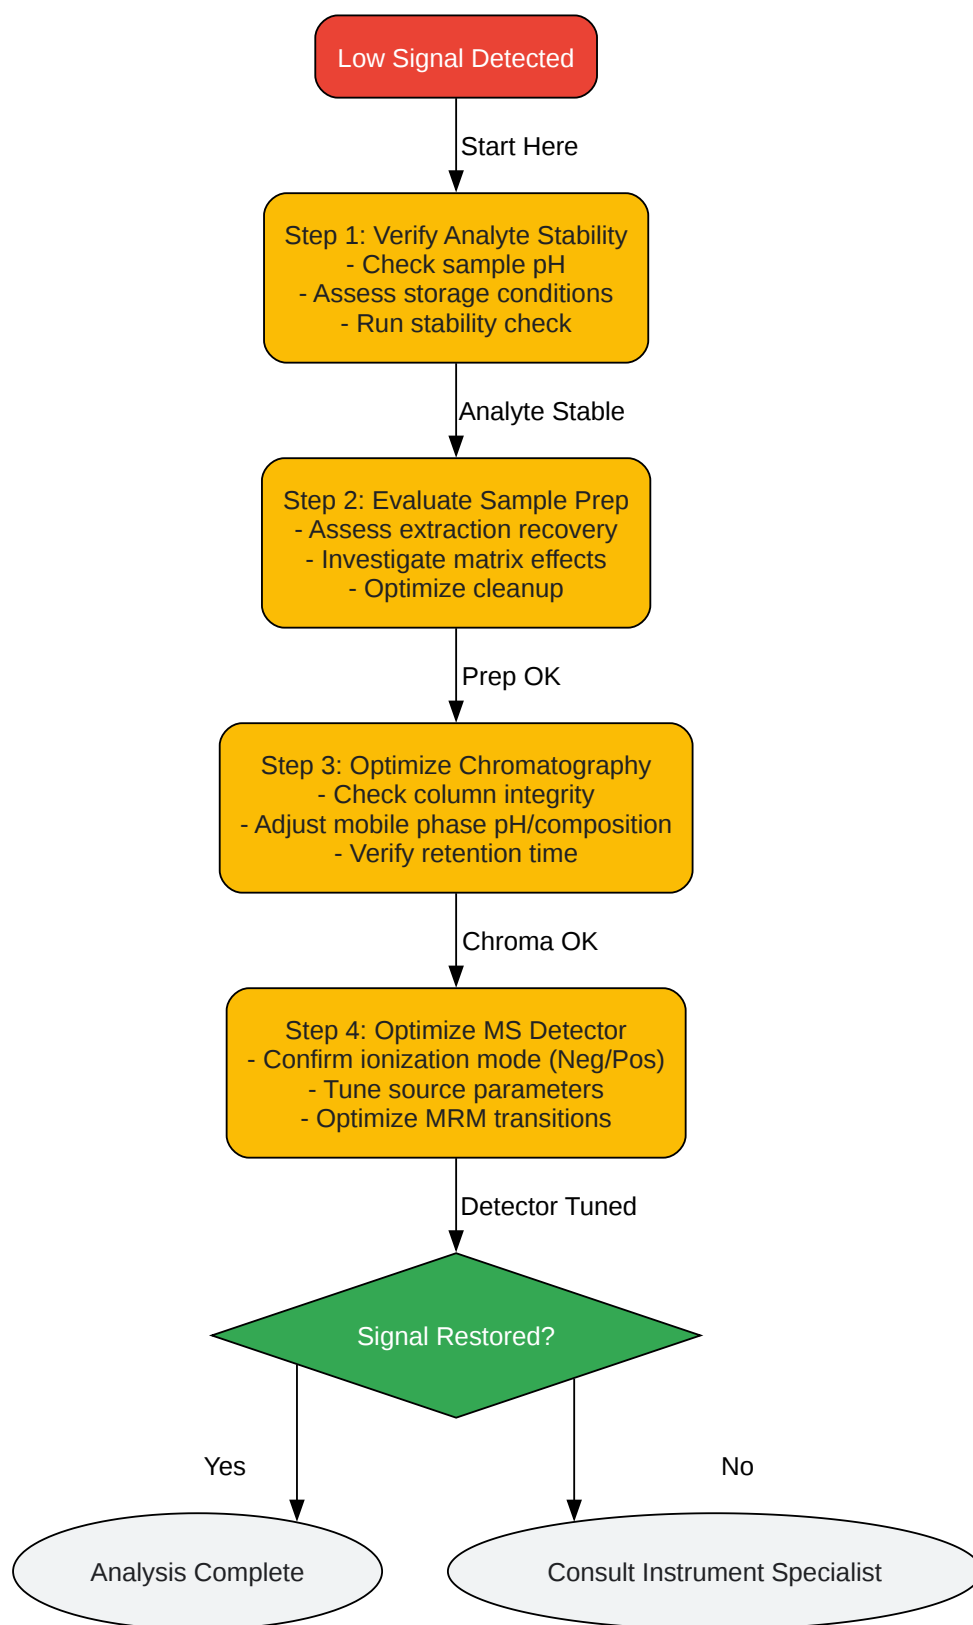 Low Signal Detected
Start Here
Step 1: Verify Analyte Stability
- Check sample pH
- Assess storage conditions
- Run stability check
Analyte Stable
Step 2: Evaluate Sample Prep
- Assess extraction recovery
- Investigate matrix effects
- Optimize cleanup
Prep OK
Step 3: Optimize Chromatography
- Check column integrity
- Adjust mobile phase pH/composition
- Verify retention time
Chroma OK
Step 4: Optimize MS Detector
- Confirm ionization mode (Neg/Pos)
- Tune source parameters
- Optimize MRM transitions
Detector Tuned
Signal Restored?
Yes
No
Analysis Complete
Consult Instrument Specialist